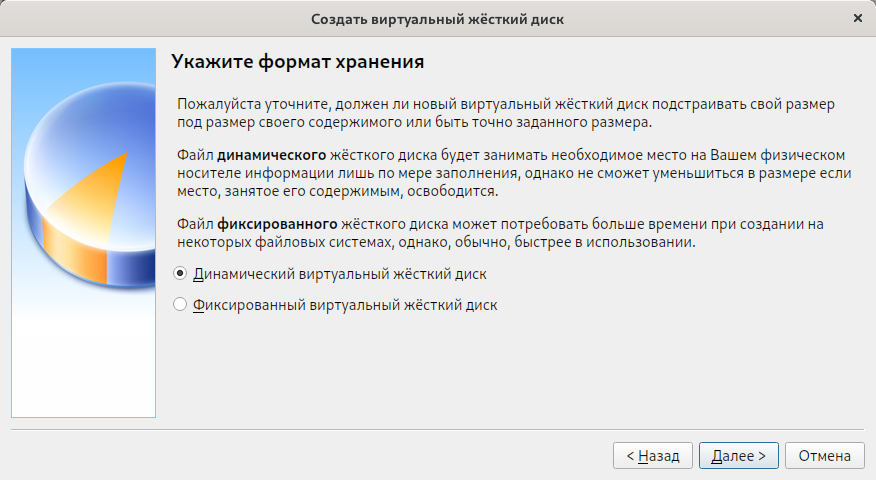 Создать виртуальный жёсткий диск
Укажите формат хранения
Пожалуйста уточните, должен ли новый виртуальный жёсткий диск подстраивать свой размер
под размер своего содержимого или быть точно заданного размера.
Файл динамического жёсткого диска будет занимать необходимое место на Вашем физическом
носителе информации лишь по мере заполнения, однако не сможет уменьшиться в размере если
место, занятое его содержимым, освободится.
Файл фиксированного жёсткого диска может потребовать больше времени при создании на
некоторых файловых системах, однако, обычно, быстрее в использовании.
Динамический виртуальный жёсткий диск
Фиксированный виртуальный жёсткий диск
< Назад Далее > Отмена